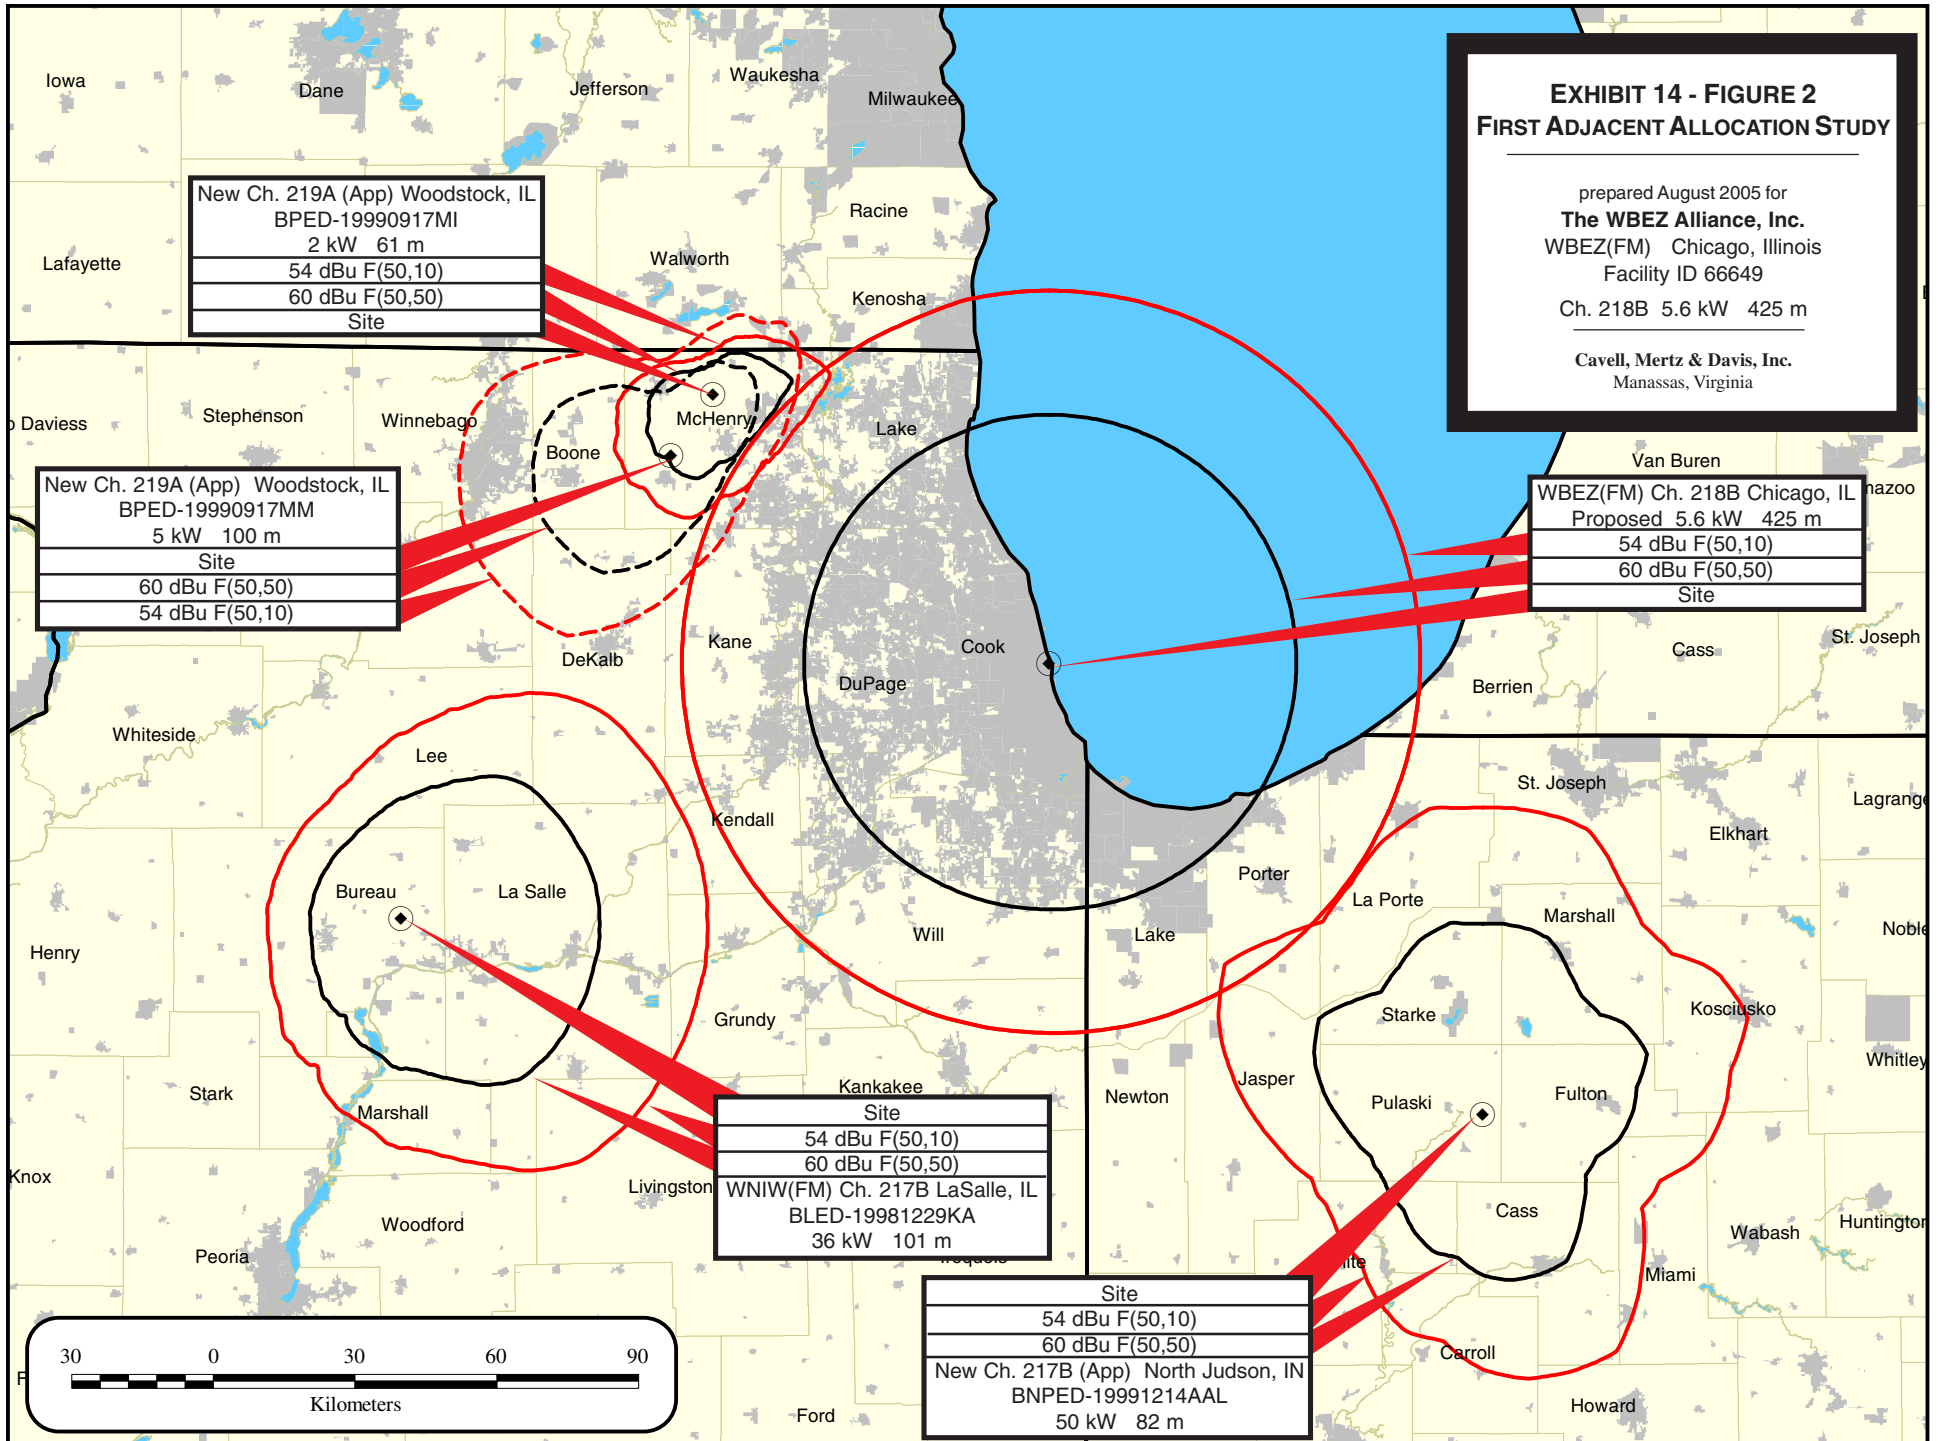 EXHIBIT 14 - FIGURE 2
FIRST ADJACENT ALLOCATION STUDY
prepared August 2005 for
The WBEZ Alliance, Inc.
WBEZ(FM) Chicago, Illinois
Facility ID 66649
Ch. 218B 5.6 kW 425 m
Cavell, Mertz & Davis, Inc.
Manassas, Virginia
Iowa
Dane
Jefferson
Waukesha
Milwaukee
New Ch. 219A (App) Woodstock, IL
BPED-19990917MI
2 kW 61 m
54 dBu F(50,10)
60 dBu F(50,50)
Site
Lafayette
Racine
Walworth
Kenosha
Daviess
Stephenson
Winnebago
Boone
McHenry
Lake
Van Buren
New Ch. 219A (App) Woodstock, IL
BPED-19990917MM
5 kW 100 m
Site
60 dBu F(50,50)
54 dBu F(50,10)
WBEZ(FM) Ch. 218B Chicago, IL
Proposed 5.6 kW 425 m
54 dBu F(50,10)
60 dBu F(50,50)
Site
mazoo
DeKalb
Kane
Cook
DuPage
Cass
St. Joseph
Berrien
Whiteside
Lee
Kendall
St. Joseph
Lagrange
Elkhart
Bureau
La Salle
Porter
La Porte
Marshall
Henry
Will
Lake
Noble
Grundy
Starke
Kosciusko
Whitley
Stark
Marshall
Kankakee
Newton
Jasper
Pulaski
Fulton
Site
54 dBu F(50,10)
60 dBu F(50,50)
WNIW(FM) Ch. 217B LaSalle, IL
BLED-19981229KA
36 kW 101 m
Knox
Livingston
Woodford
Peoria
Iroquois
Cass
Wabash
Huntington
ite
Miami
Site
54 dBu F(50,10)
60 dBu F(50,50)
New Ch. 217B (App) North Judson, IN
BNPED-19991214AAL
50 kW 82 m
Carroll
Howard
Ford
F
30 0 30 60 90
Kilometers